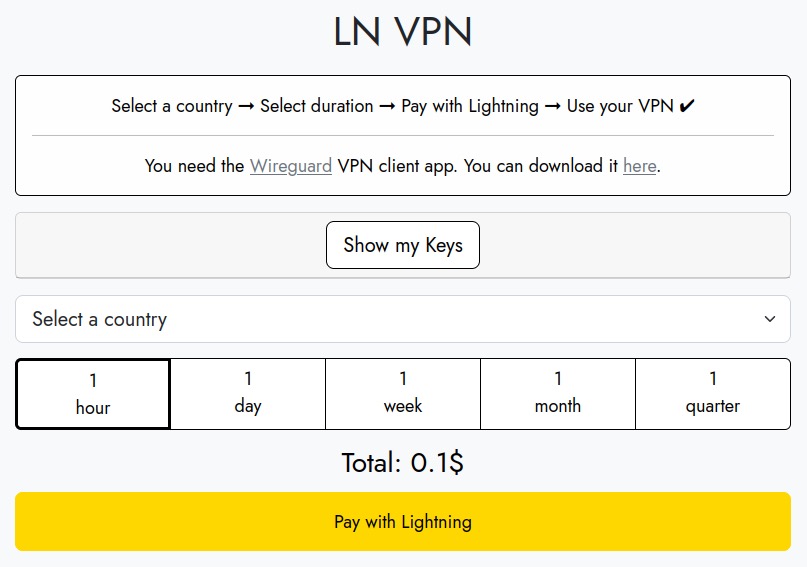 LN VPN
Select a country → Select duration → Pay with Lightning → Use your VPN ✔
You need the Wireguard VPN client app. You can download it here.
Show my Keys
Select a country
1
hour
1
day
1
week
1
month
1
quarter
Total: 0.1$
Pay with Lightning